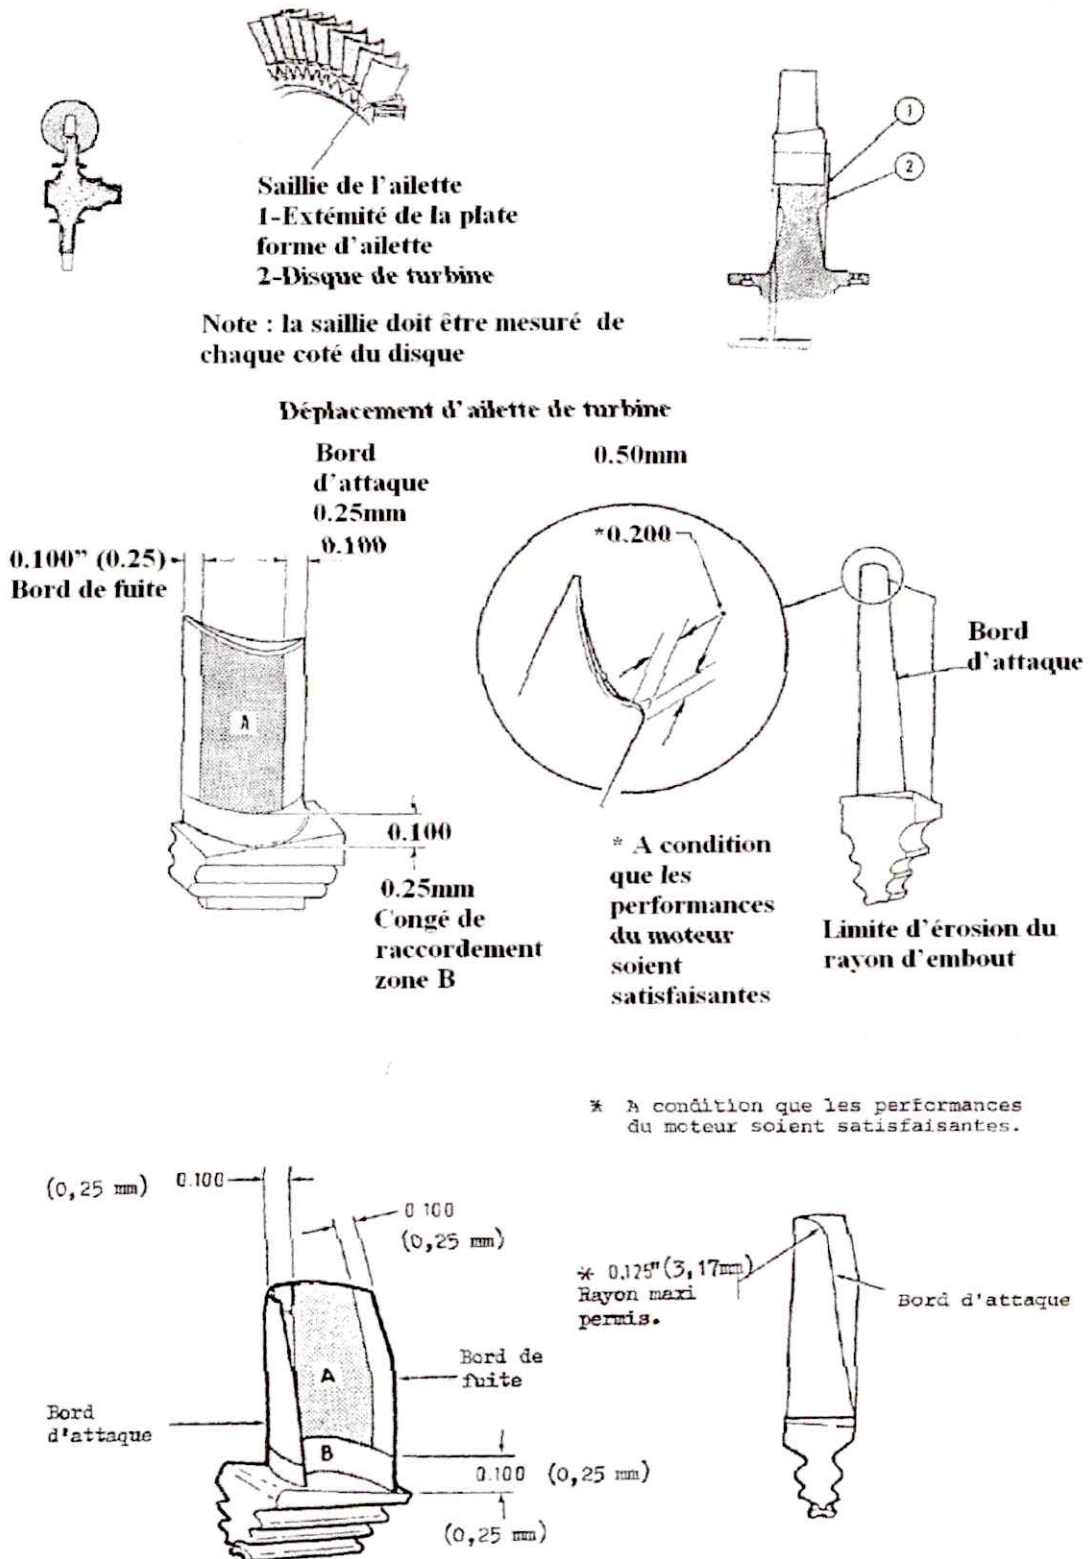 Saillie de l'ailette
1-Extémité de la plate
forme d'ailette
2-Disque de turbine
1
2
Note : la saillie doit être mesuré de
chaque coté du disque
Déplacement d'ailette de turbine
Bord
d'attaque
0.25mm
0.100
0.50mm
*0.200
0.100” (0.25)
Bord de fuite
Bord
d'attaque
A
0.100
0.25mm
Congé de
raccordement
zone B
* A condition
que les
performances
du moteur
soient
satisfaisantes
Limite d'érosion du
rayon d'embout
* A condition que les performances
du moteur soient satisfaisantes.
(0,25 mm) 0.100
0.100
(0,25 mm)
* 0.125"(3,17mm)
Rayon maxi
permis.
Bord d'attaque
A
Bord de
fuite
Bord
d'attaque
B
0.100 (0,25 mm)
(0,25 mm)